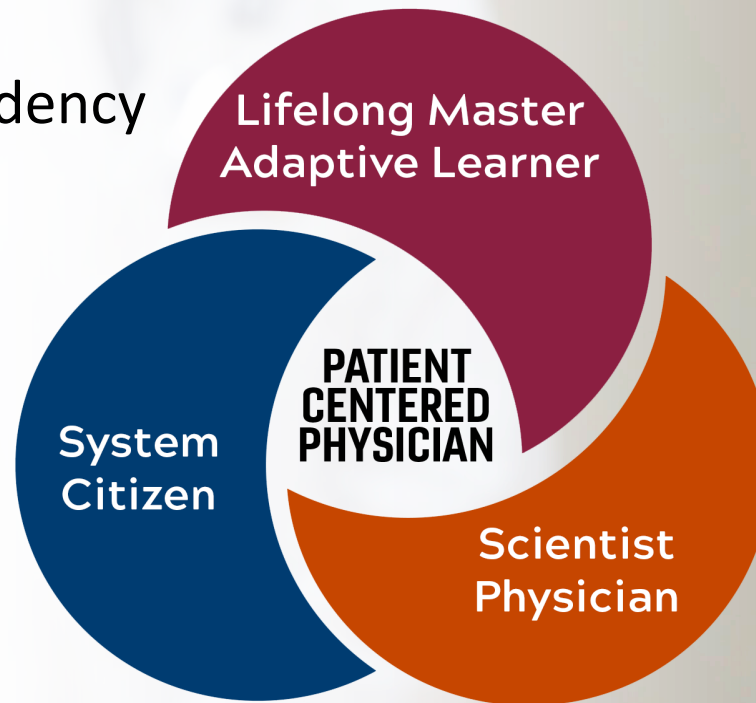 dency
Lifelong Master
Adaptive Learner
PATIENT
CENTERED
PHYSICIAN
System
Citizen
Scientist
Physician